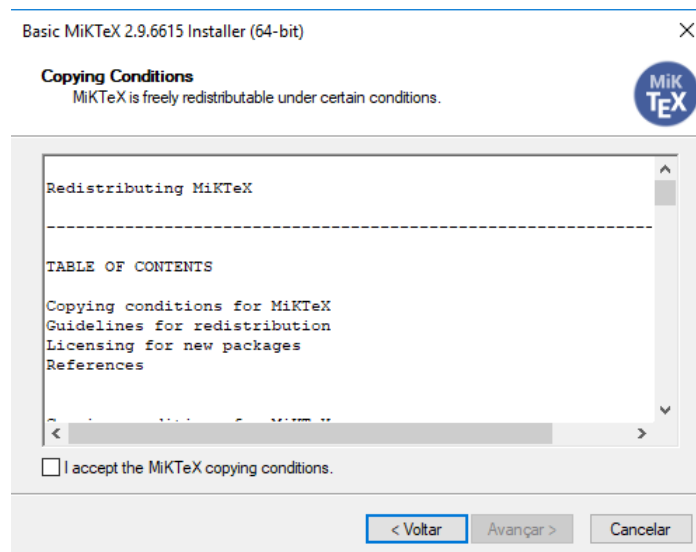 Basic MiKTeX 2.9.6615 Installer (64-bit)
Copying Conditions
MiKTeX is freely redistributable under certain conditions.
MiK
TEX
Redistributing MiKTeX
---------------------------------------------------------------
TABLE OF CONTENTS
Copying conditions for MiKTeX
Guidelines for redistribution
Licensing for new packages
References
I accept the MiKTeX copying conditions.
< Voltar
Avançar >
Cancelar